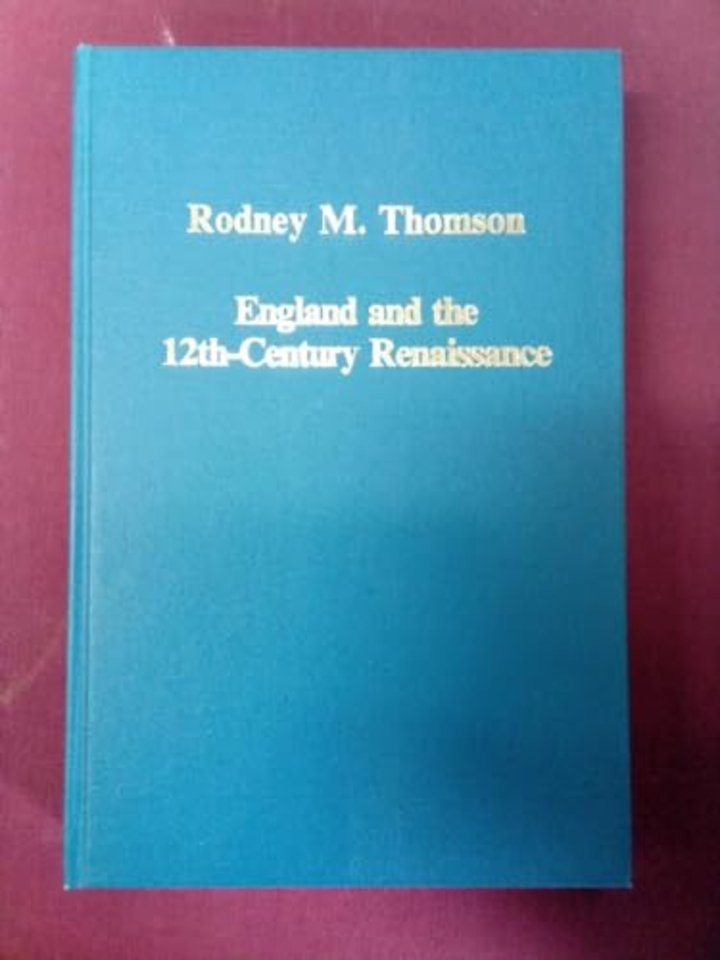 Rodney M. Thomson
England and the
12th-Century Renaissance